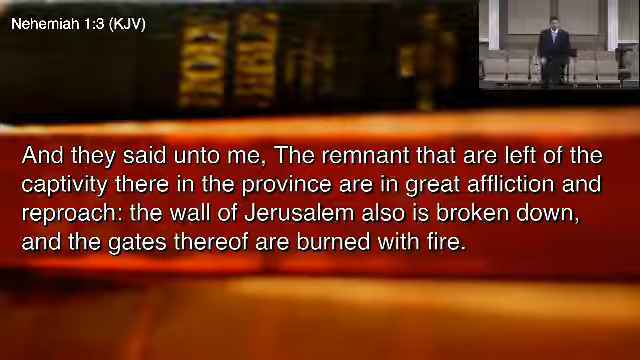 Nehemiah 1:3 (KJV)
And they said unto me, The remnant that are left of the
captivity there in the province are in great affliction and
reproach: the wall of Jerusalem also is broken down,
and the gates thereof are burned with fire.